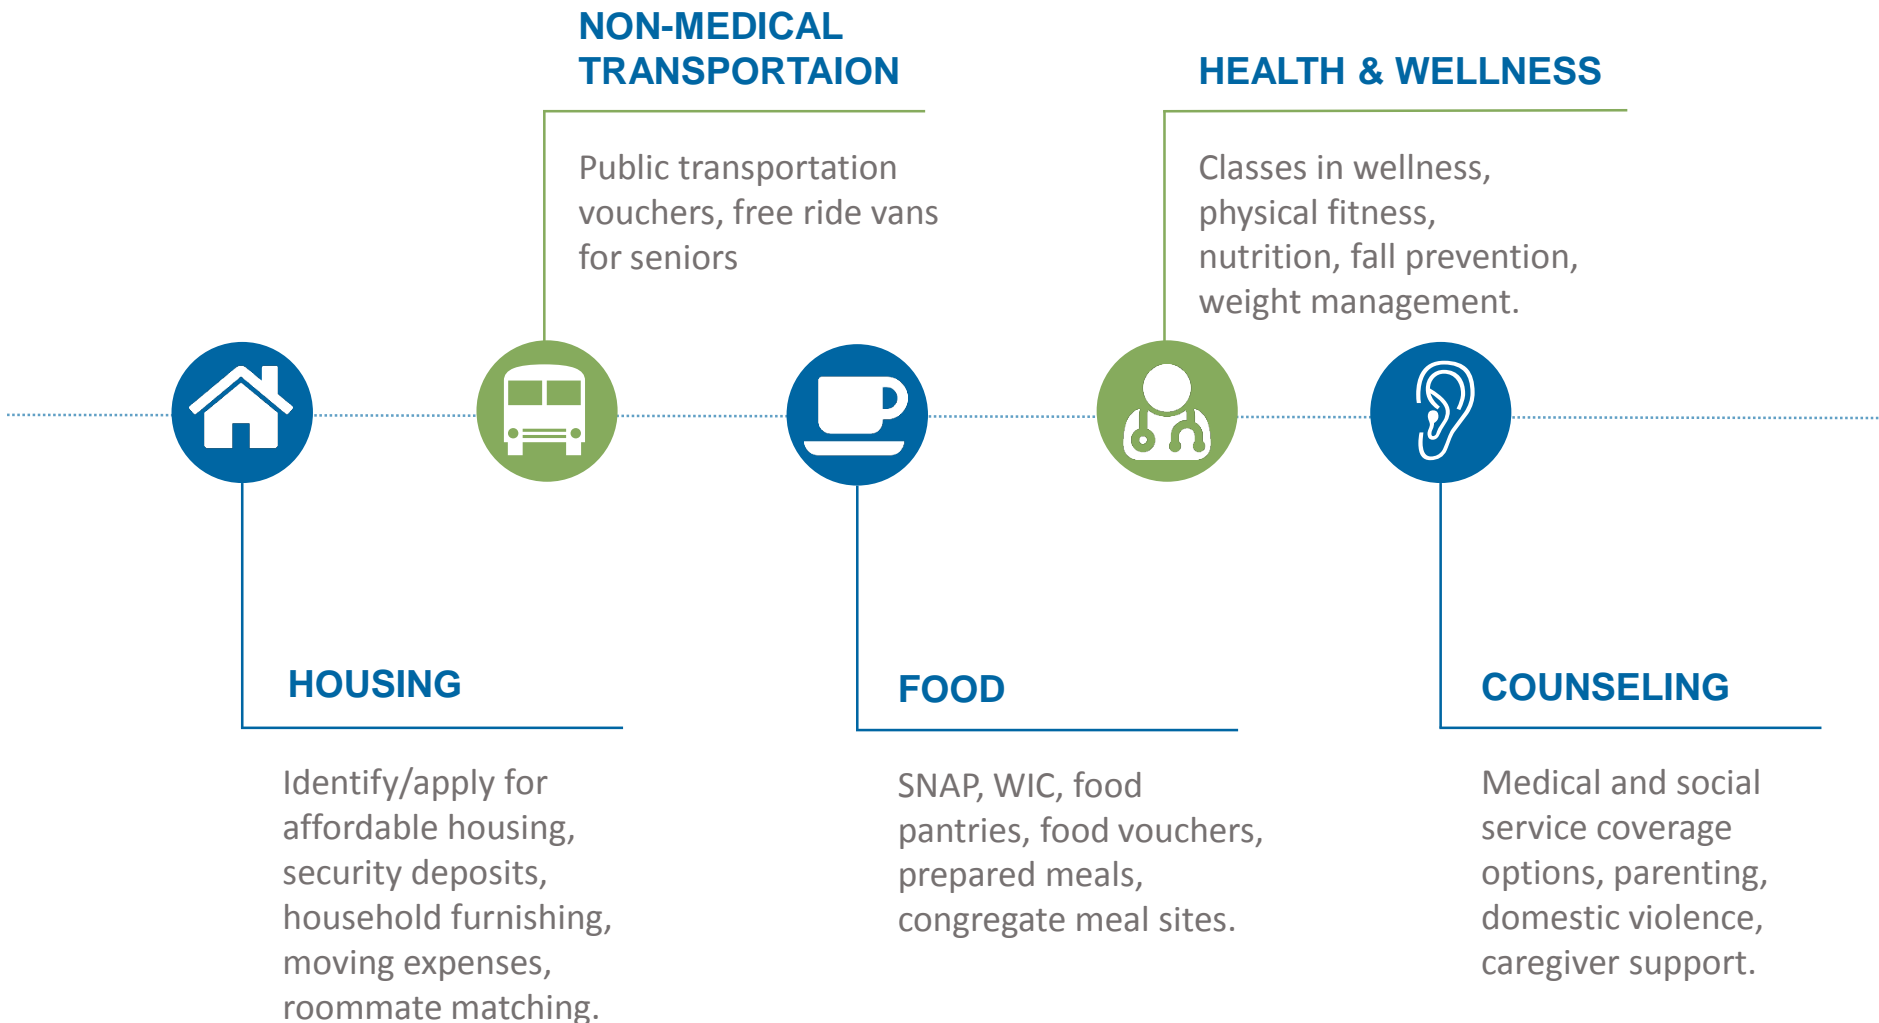 NON-MEDICAL
TRANSPORTAION
Public transportation
vouchers, free ride vans
for seniors
HEALTH & WELLNESS
Classes in wellness,
physical fitness,
nutrition, fall prevention,
weight management.
HOUSING
Identify/apply for
affordable housing,
security deposits,
household furnishing,
moving expenses,
roommate matching.
FOOD
SNAP, WIC, food
pantries, food vouchers,
prepared meals,
congregate meal sites.
COUNSELING
Medical and social
service coverage
options, parenting,
domestic violence,
caregiver support.